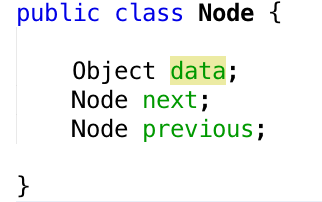 public class Node {
Object data;
Node next;
Node previous;
}